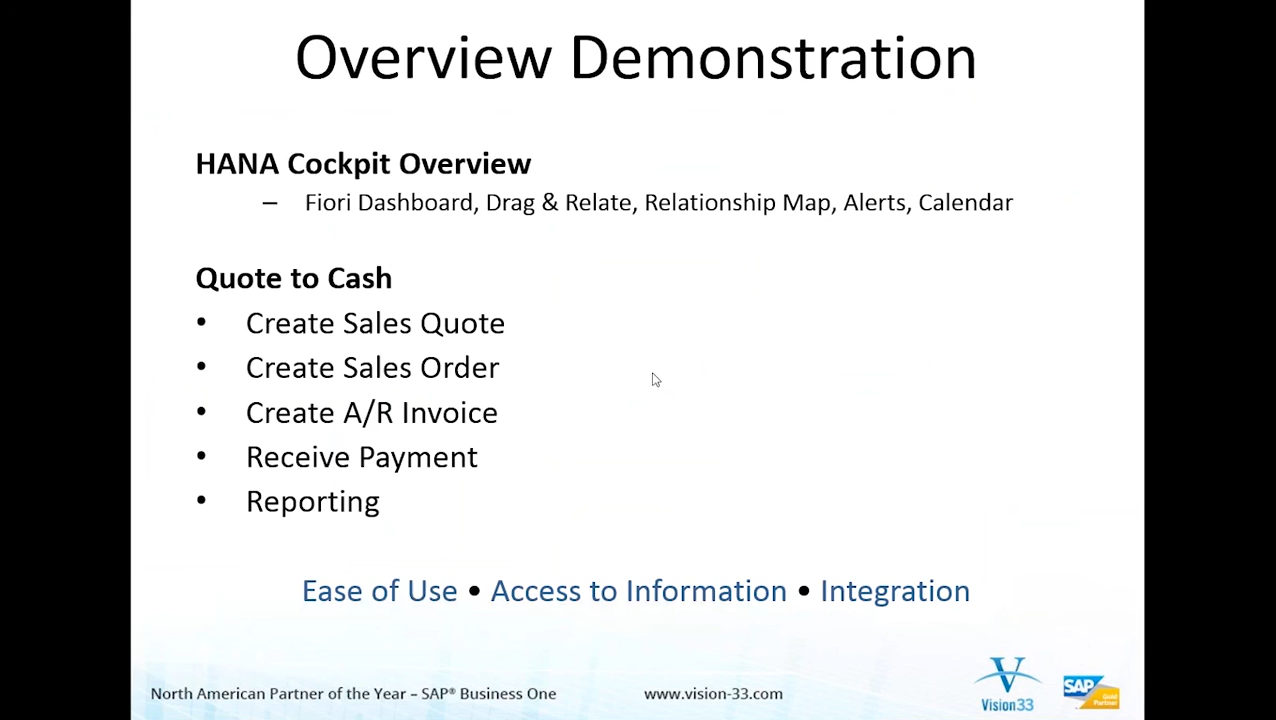 Overview Demonstration
HANA Cockpit Overview
– Fiori Dashboard, Drag & Relate, Relationship Map, Alerts, Calendar
Quote to Cash
• Create Sales Quote
• Create Sales Order
• Create A/R Invoice
• Receive Payment
• Reporting
Ease of Use • Access to Information • Integration
North American Partner of the Year – SAP® Business One
www.vision-33.com
Vision33
SAP
Gold
Partner